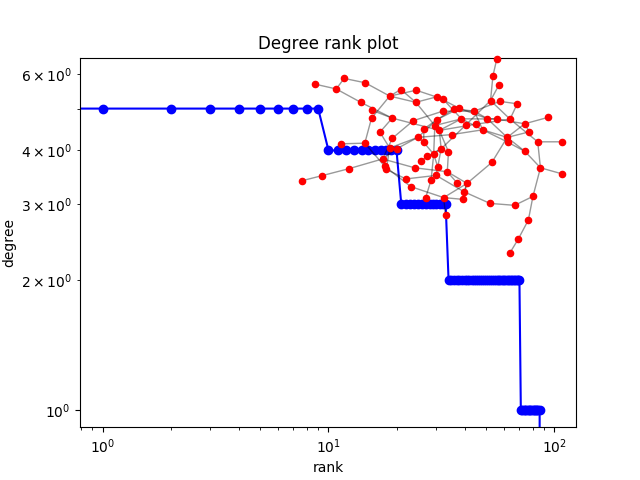 Degree rank plot
6 × 10⁰
4 × 10⁰
3 × 10⁰
2 × 10⁰
10⁰
degree
10⁰ 10¹ 10²
rank